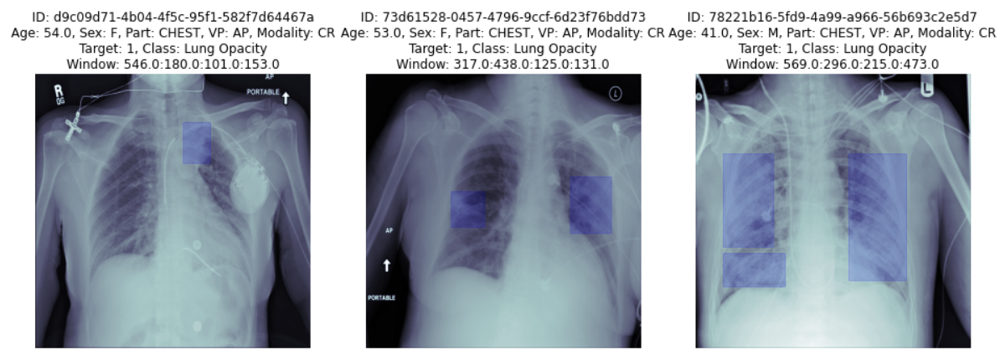 ID: d9c09d71-4b04-4f5c-95f1-582f7d64467a
Age: 54.0, Sex: F, Part: CHEST, VP: AP, Modality: CR
Target: 1, Class: Lung Opacity
Window: 546.0:180.0:101.0:153.0
R
OG
AP
PORTABLE
ID: 73d61528-0457-4796-9ccf-6d23f76bdd73
Age: 53.0, Sex: F, Part: CHEST, VP: AP, Modality: CR
Target: 1, Class: Lung Opacity
Window: 317.0:438.0:125.0:131.0
L
AP
PORTABLE
ID: 78221b16-5fd9-4a99-a966-56b693c2e5d7
Age: 41.0, Sex: M, Part: CHEST, VP: AP, Modality: CR
Target: 1, Class: Lung Opacity
Window: 569.0:296.0:215.0:473.0
L